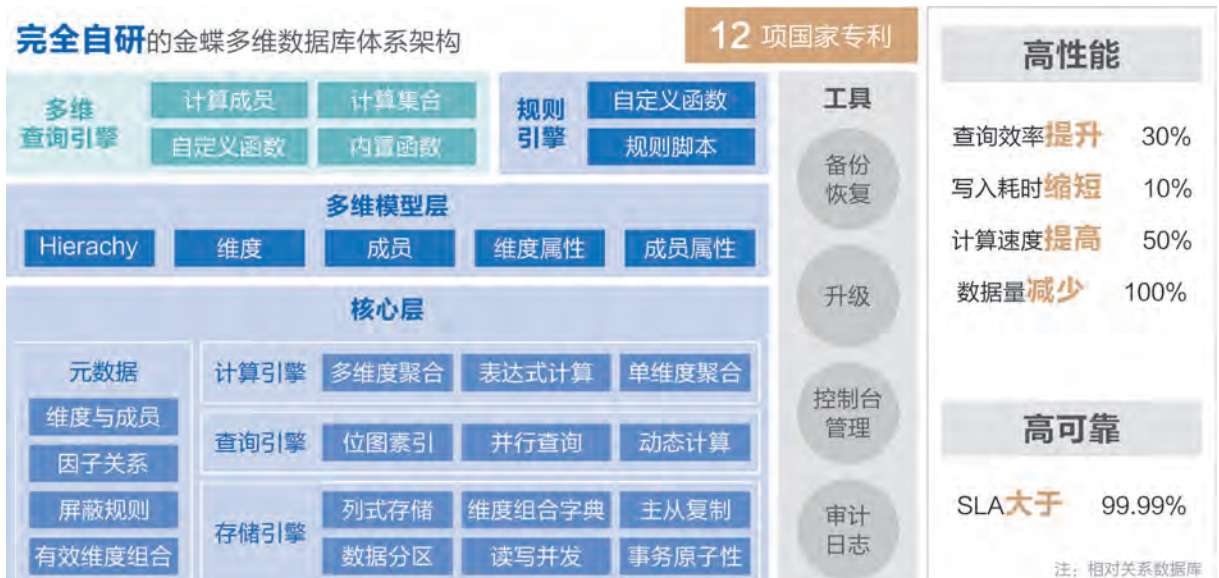 完全自研的金蝶多维数据库体系架构
12 项国家专利
多维
查询引擎
计算成员
计算集合
自定义函数
内置函数
规则
引擎
自定义函数
规则脚本
多维模型层
Hierachy
维度
成员
维度属性
成员属性
核心层
元数据
维度与成员
因子关系
屏蔽规则
有效维度组合
计算引擎
多维度聚合
表达式计算
单维度聚合
查询引擎
位图索引
并行查询
动态计算
存储引擎
列式存储
维度组合字典
主从复制
数据分区
读写并发
事务原子性
工具
备份
恢复
升级
控制台
管理
审计
日志
高性能
查询效率提升 30%
写入耗时缩短 10%
计算速度提高 50%
数据量减少 100%
高可靠
SLA大于 99.99%
注：相对关系数据库